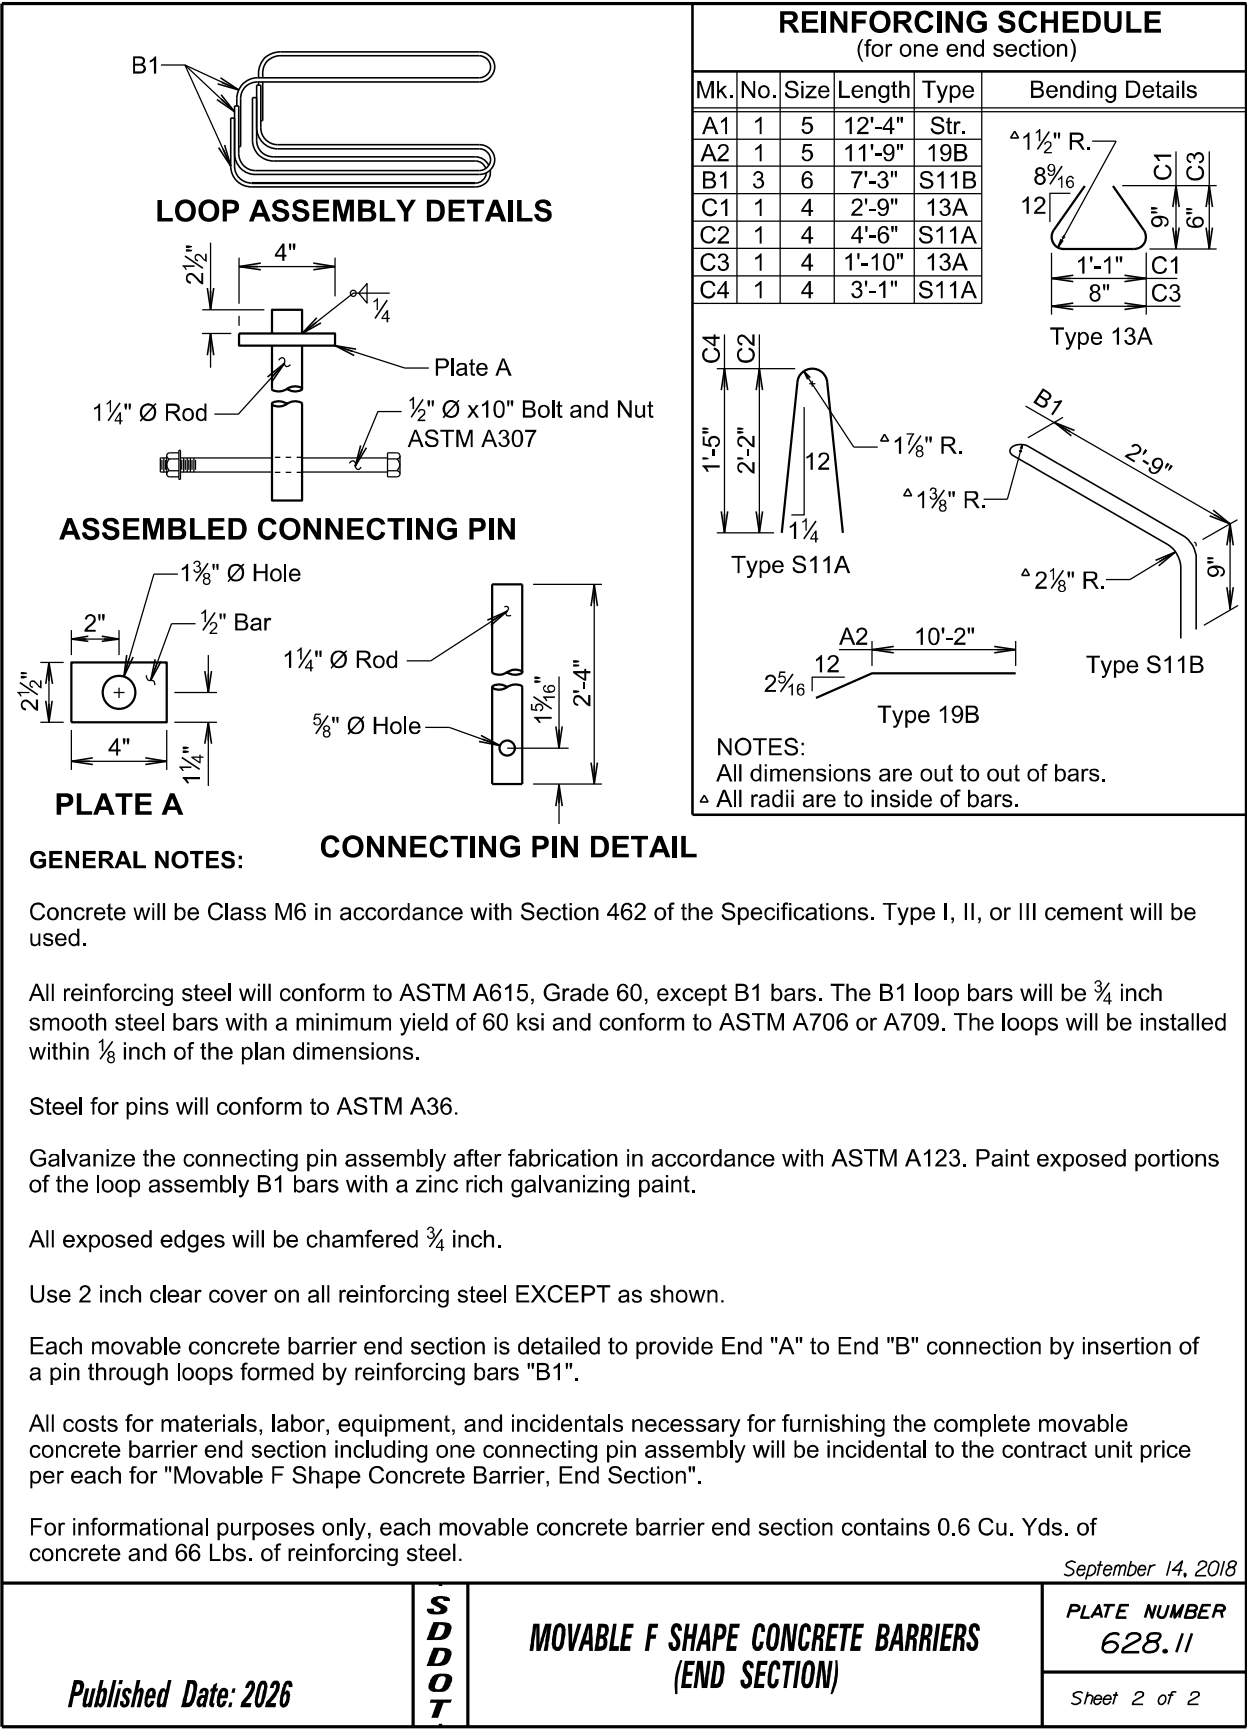 B1
LOOP ASSEMBLY DETAILS
2½"
4"
¼
Plate A
1¼" Ø Rod
½" Ø x10" Bolt and Nut
ASTM A307
ASSEMBLED CONNECTING PIN
1⅜" Ø Hole
2"
½" Bar
2½"
4"
1¼"
PLATE A
1¼" Ø Rod
⅝" Ø Hole
1⁵⁄₁₆"
2'-4"
CONNECTING PIN DETAIL
REINFORCING SCHEDULE
(for one end section)
Mk. No. Size Length Type Bending Details
A1 1 5 12'-4" Str.
A2 1 5 11'-9" 19B
B1 3 6 7'-3" S11B
C1 1 4 2'-9" 13A
C2 1 4 4'-6" S11A
C3 1 4 1'-10" 13A
C4 1 4 3'-1" S11A
△1½" R.
8⁹⁄₁₆
12
C1
C3
9"
6"
1'-1" C1
8" C3
Type 13A
C4
C2
1'-5"
2'-2"
12
1¼
△1⅞" R.
Type S11A
B1
2'-9"
△1⅜" R.
△2⅛" R.
9"
Type S11B
A2 10'-2"
12
2⁵⁄₁₆
Type 19B
NOTES:
All dimensions are out to out of bars.
△ All radii are to inside of bars.
GENERAL NOTES:
Concrete will be Class M6 in accordance with Section 462 of the Specifications. Type I, II, or III cement will be
used.
All reinforcing steel will conform to ASTM A615, Grade 60, except B1 bars. The B1 loop bars will be ¾ inch
smooth steel bars with a minimum yield of 60 ksi and conform to ASTM A706 or A709. The loops will be installed
within ⅛ inch of the plan dimensions.
Steel for pins will conform to ASTM A36.
Galvanize the connecting pin assembly after fabrication in accordance with ASTM A123. Paint exposed portions
of the loop assembly B1 bars with a zinc rich galvanizing paint.
All exposed edges will be chamfered ¾ inch.
Use 2 inch clear cover on all reinforcing steel EXCEPT as shown.
Each movable concrete barrier end section is detailed to provide End "A" to End "B" connection by insertion of
a pin through loops formed by reinforcing bars "B1".
All costs for materials, labor, equipment, and incidentals necessary for furnishing the complete movable
concrete barrier end section including one connecting pin assembly will be incidental to the contract unit price
per each for "Movable F Shape Concrete Barrier, End Section".
For informational purposes only, each movable concrete barrier end section contains 0.6 Cu. Yds. of
concrete and 66 Lbs. of reinforcing steel.
September 14, 2018
Published Date: 2026
SDDOT
MOVABLE F SHAPE CONCRETE BARRIERS
(END SECTION)
PLATE NUMBER
628.11
Sheet 2 of 2